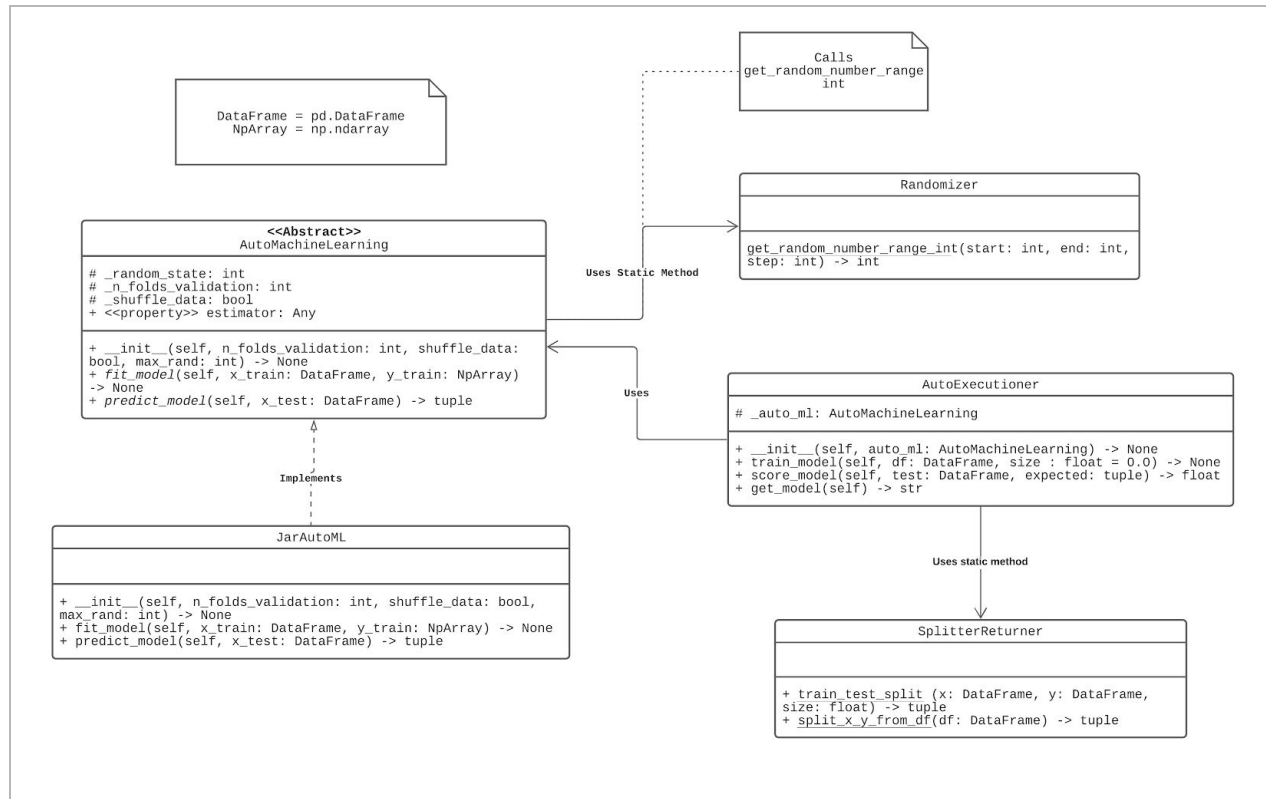 Calls
get_random_number_range
int
DataFrame = pd.DataFrame
NpArray = np.ndarray
Randomizer
get_random_number_range_int(start: int, end: int,
step: int) -> int
<<Abstract>>
AutoMachineLearning
# _random_state: int
# _n_folds_validation: int
# _shuffle_data: bool
+ <<property>> estimator: Any
+ __init__(self, n_folds_validation: int, shuffle_data:
bool, max_rand: int) -> None
+ fit_model(self, x_train: DataFrame, y_train: NpArray)
-> None
+ predict_model(self, x_test: DataFrame) -> tuple
Uses Static Method
Uses
AutoExecutioner
# _auto_ml: AutoMachineLearning
+ __init__(self, auto_ml: AutoMachineLearning) -> None
+ train_model(self, df: DataFrame, size : float = 0.0) -> None
+ score_model(self, test: DataFrame, expected: tuple) -> float
+ get_model(self) -> str
Implements
JarAutoML
+ __init__(self, n_folds_validation: int, shuffle_data: bool,
max_rand: int) -> None
+ fit_model(self, x_train: DataFrame, y_train: NpArray) -> None
+ predict_model(self, x_test: DataFrame) -> tuple
Uses static method
SplitterReturner
+ train_test_split (x: DataFrame, y: DataFrame,
size: float) -> tuple
+ split_x_y_from_df(df: DataFrame) -> tuple